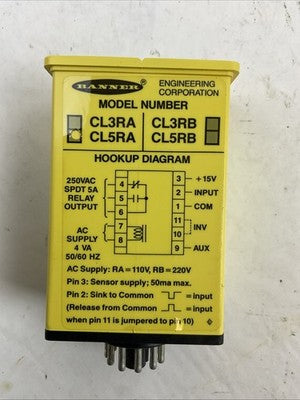 BANNER ENGINEERING CORPORATION
MODEL NUMBER
CL3RA CL3RB
CL5RA CL5RB
HOOKUP DIAGRAM
250VAC
SPDT 5A
RELAY
OUTPUT
4
6
5
AC
SUPPLY
4 VA
50/60 HZ
7
8
3 +15V
2 INPUT
1 COM
11
10
INV
9 AUX
AC Supply: RA = 110V, RB = 220V
Pin 3: Sensor supply; 50ma max.
Pin 2: Sink to Common = input
(Release from Common = input
when pin 11 is jumpered to pin 10)